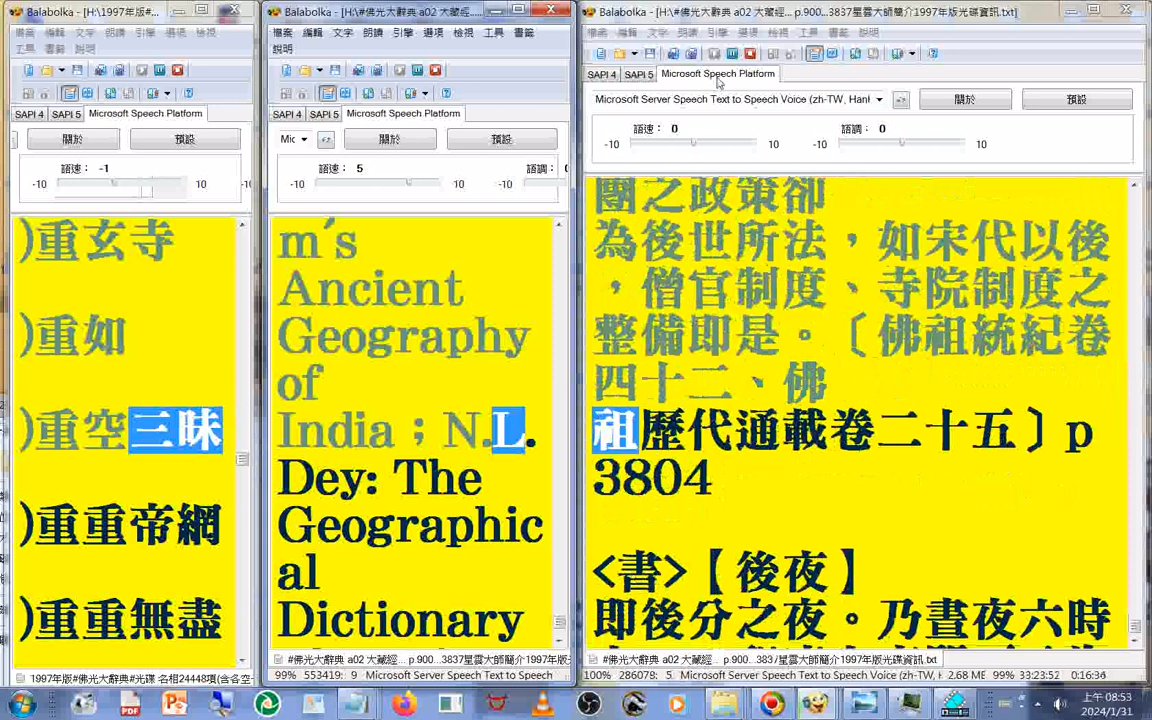 Balabolka - [H:\1997年版#...
檔案 編輯 文字 朗讀 引擎 選項 檢視
工具 書籤 說明
SAPI 4 SAPI 5 Microsoft Speech Platform
關於 預設
語速： -1
-10 10
)重玄寺
)重如
)重空三昧
)重重帝網
)重重無盡
1997年版#佛光大辭典#光碟 名相24448項(含各空
Balabolka - [H:\#佛光大辭典 a02 大藏經...
檔案 編輯 文字 朗讀 引擎 選項 檢視 工具 書籤
說明
SAPI 4 SAPI 5 Microsoft Speech Platform
Mic 關於 預設
語速： 5 語調：
-10 10 -10
m's
Ancient
Geography
of
India；N.L.
Dey: The
Geographic
al
Dictionary
#佛光大辭典 a02 大藏經... p.900...3837星雲大師簡介1997年版
99% 553419: 9 Microsoft Server Speech Text to Speech
Balabolka - [H:\#佛光大辭典 a02 大藏經... p.900...3837星雲大師簡介1997年版光碟資訊.txt]
檔案 編輯 文字 朗讀 引擎 選項 檢視 工具 書籤 說明
SAPI 4 SAPI 5 Microsoft Speech Platform
Microsoft Server Speech Text to Speech Voice (zh-TW, Hanl 關於 預設
語速： 0 語調： 0
-10 10 -10 10
團之政策卻
為後世所法，如宋代以後
，僧官制度、寺院制度之
整備即是。〔佛祖統紀卷
四十二、佛
祖歷代通載卷二十五〕p
3804
<書>【後夜】
即後分之夜。乃晝夜六時
#佛光大辭典 a02 大藏經... p.900...3837星雲大師簡介1997年版光碟資訊.txt
100% 286078: 5 Microsoft Server Speech Text to Speech Voice (zh-TW, 2.68 ME 99% 33:23:52 0:16:34
上午 08:53
2024/1/31